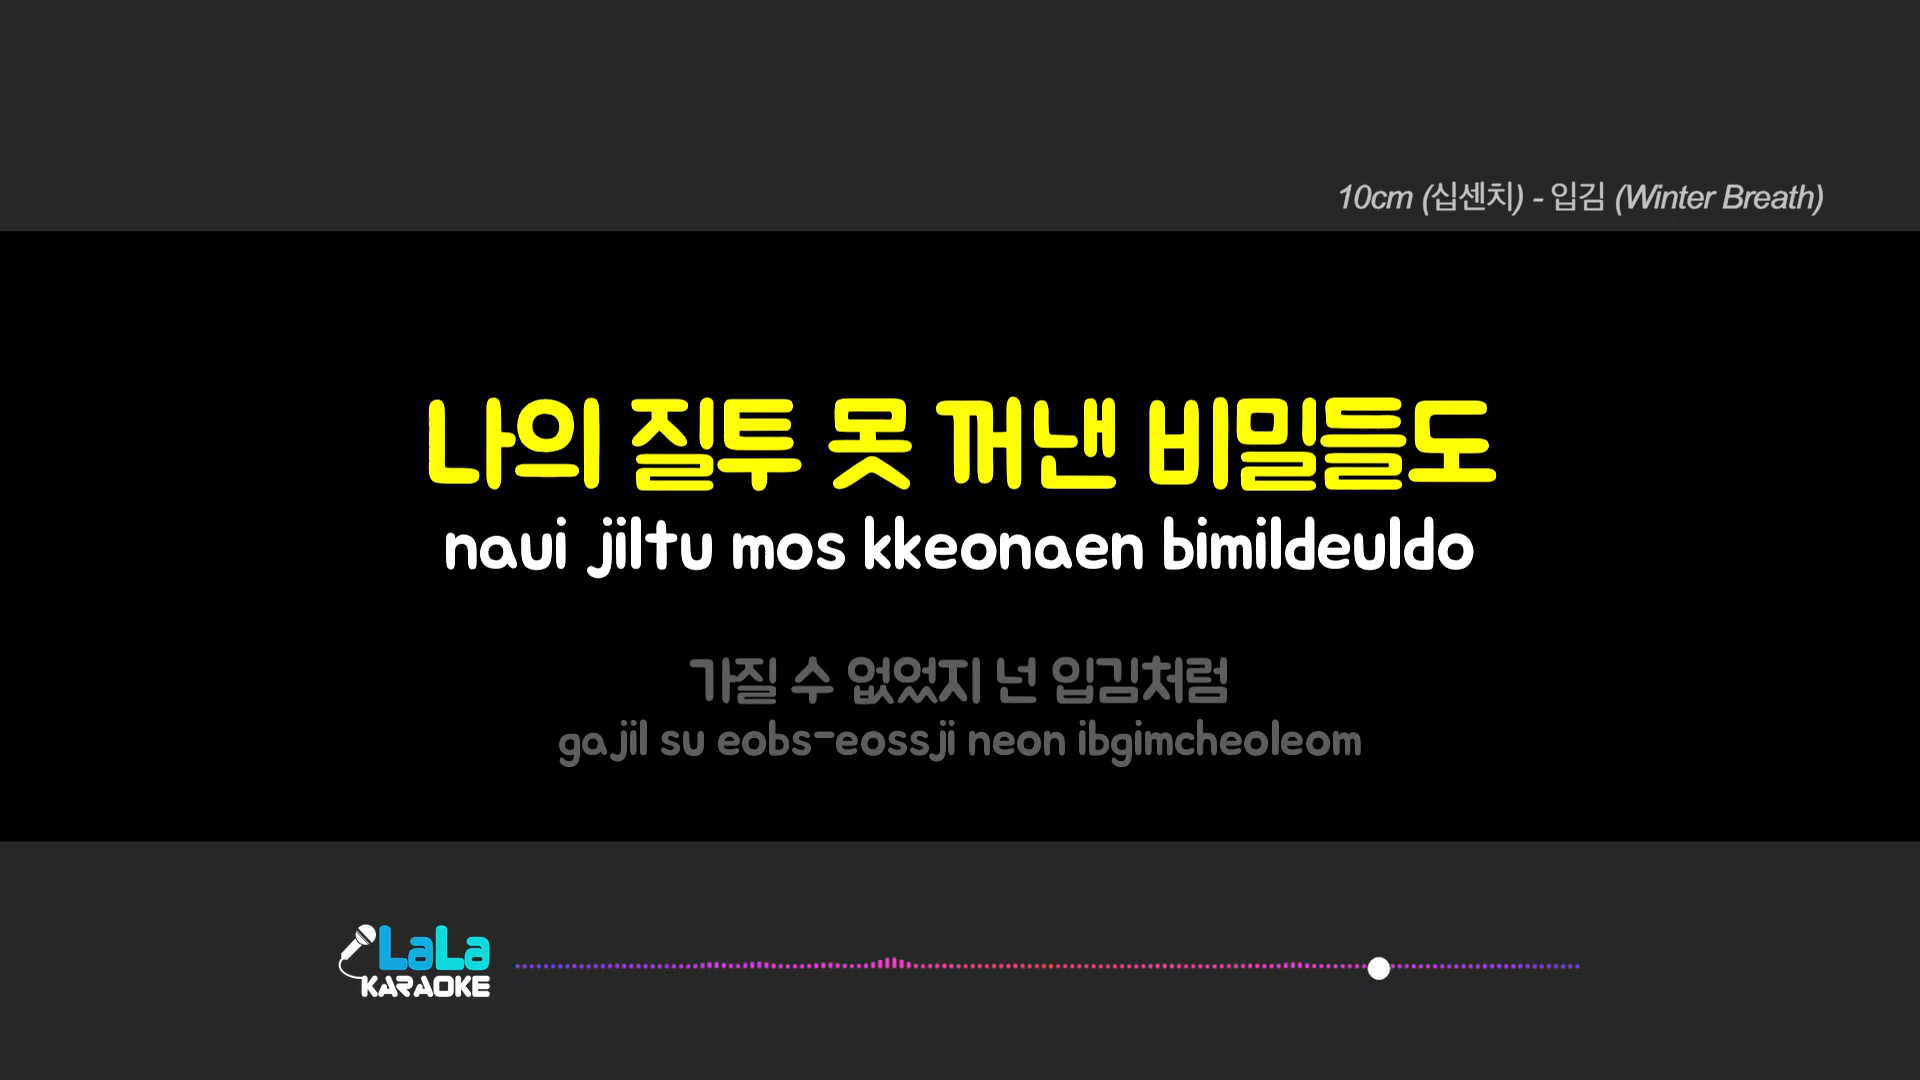 10cm (십센치) - 입김 (Winter Breath)
나의 질투 못 꺼낸 비밀들도
naui jiltu mos kkeonaen bimildeuldo
가질 수 없었지 넌 입김처럼
gajil su eobs-eossji neon ibgimcheoleom
LaLa
KARAOKE